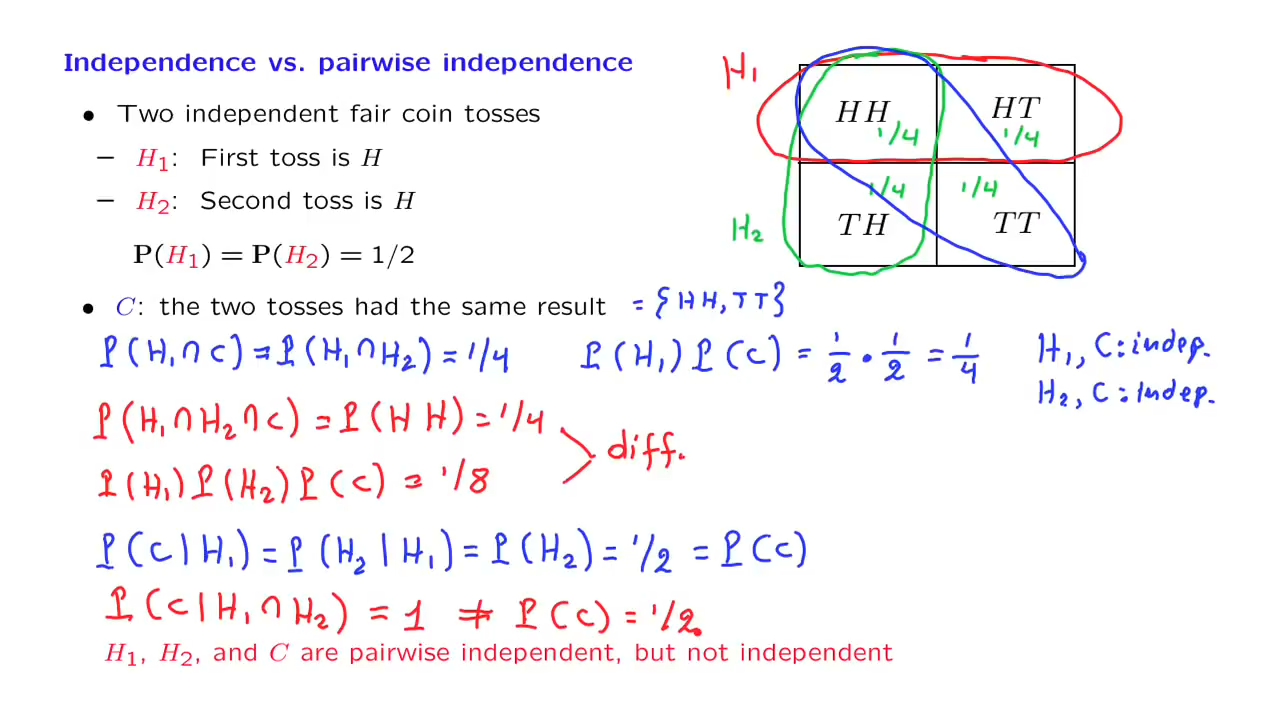 Independence vs. pairwise independence
• Two independent fair coin tosses
– H₁: First toss is H
– H₂: Second toss is H
P(H₁) = P(H₂) = 1/2
H₁
HH 1/4 HT 1/4
1/4 1/4
H₂ TH TT
• C: the two tosses had the same result = {HH, TT}
P(H₁∩C) = P(H₁∩H₂) = 1/4 P(H₁)P(C) = 1/2 • 1/2 = 1/4 H₁, C: indep.
H₂, C: indep.
P(H₁∩H₂∩C) = P(HH) = 1/4
diff.
P(H₁)P(H₂)P(C) = 1/8
P(C|H₁) = P(H₂|H₁) = P(H₂) = 1/2 = P(C)
P(C|H₁∩H₂) = 1 ≠ P(C) = 1/2.
H₁, H₂, and C are pairwise independent, but not independent